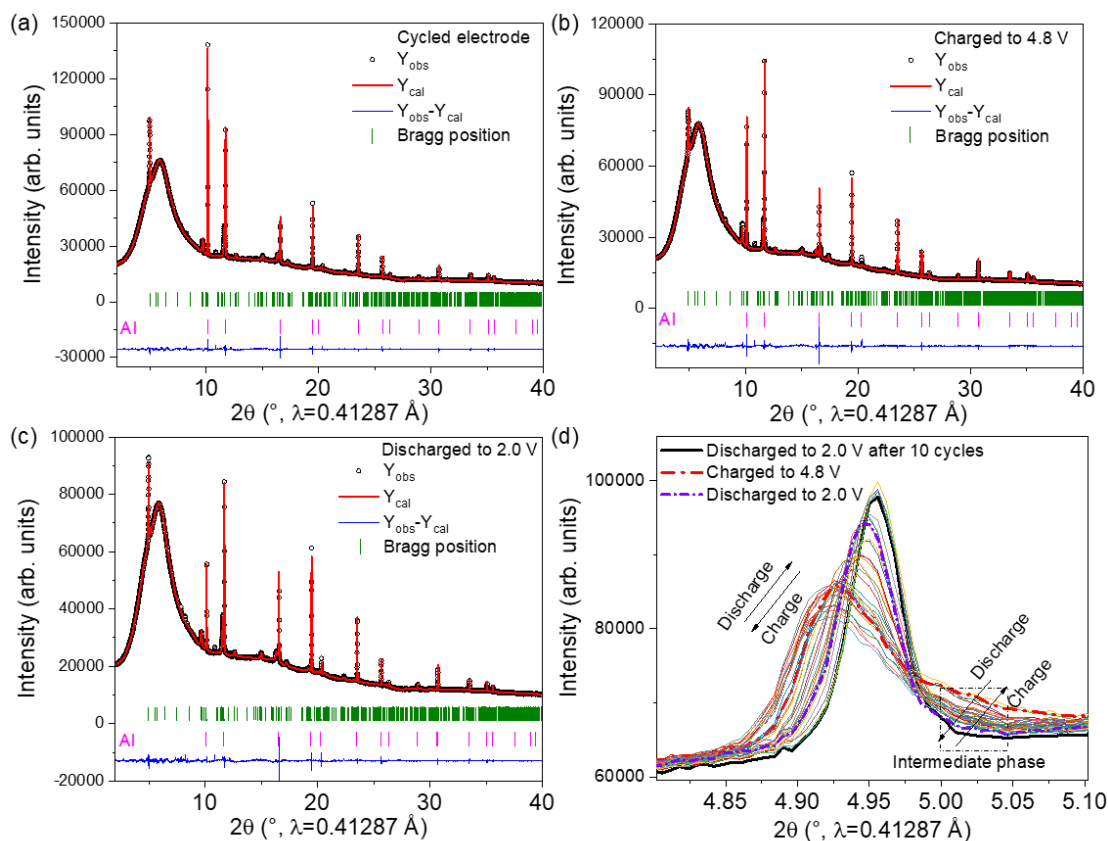 (a)
Cycled electrode
Yobs
Ycal
Yobs-Ycal
Bragg position
Intensity (arb. units)
150000
120000
90000
60000
30000
0
-30000
Al
10
20
30
40
2θ (°, λ=0.41287 Å)
(b)
Charged to 4.8 V
Yobs
Ycal
Yobs-Ycal
Bragg position
Intensity (arb. units)
120000
90000
60000
30000
0
-30000
Al
10
20
30
40
2θ (°, λ=0.41287 Å)
(c)
Discharged to 2.0 V
Yobs
Ycal
Yobs-Ycal
Bragg position
Intensity (arb. units)
100000
80000
60000
40000
20000
0
-20000
Al
10
20
30
40
2θ (°, λ=0.41287 Å)
(d)
Discharged to 2.0 V after 10 cycles
Charged to 4.8 V
Discharged to 2.0 V
Intensity (arb. units)
100000
80000
60000
Discharge
Charge
Discharge
Charge
Intermediate phase
4.85
4.90
4.95
5.00
5.05
5.10
2θ (°, λ=0.41287 Å)